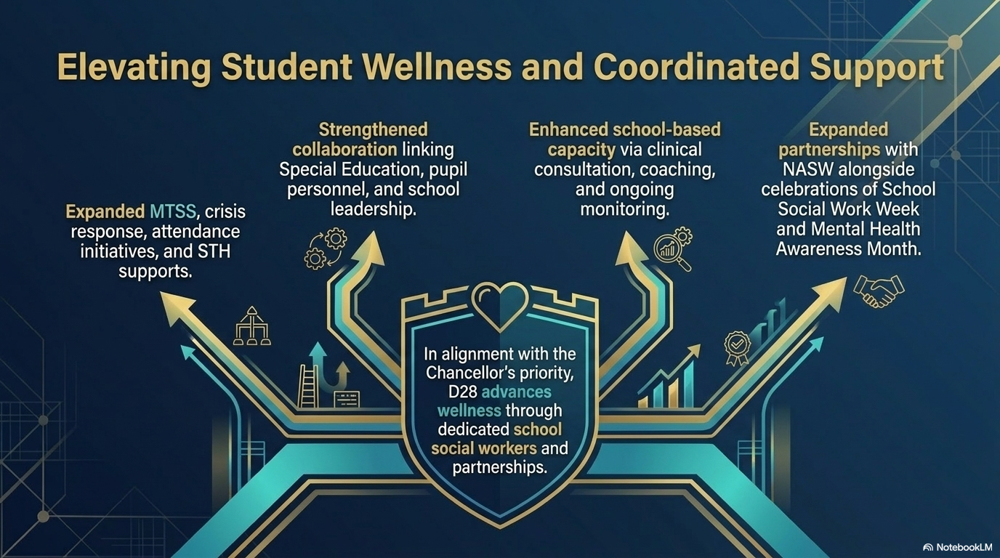 Elevating Student Wellness and Coordinated Support
Expanded MTSS, crisis
response, attendance
initiatives, and STH
supports.
Strengthened
collaboration linking
Special Education, pupil
personnel, and school
leadership.
Enhanced school-based
capacity via clinical
consultation, coaching,
and ongoing
monitoring.
Expanded
partnerships with
NASW alongside
celebrations of School
Social Work Week
and Mental Health
Awareness Month.
In alignment with the
Chancellor's priority,
D28 advances
wellness through
dedicated school
social workers and
partnerships.
NotebookLM